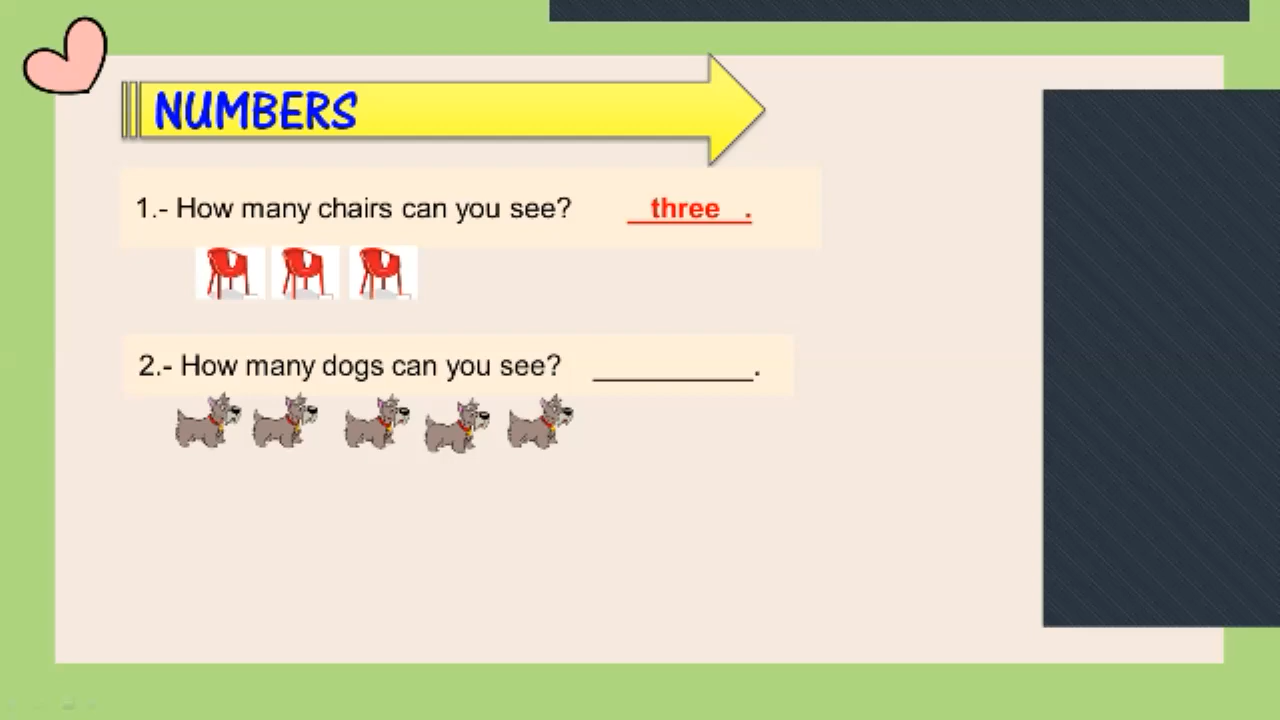 NUMBERS
1.- How many chairs can you see? three .
2.- How many dogs can you see? ___________.